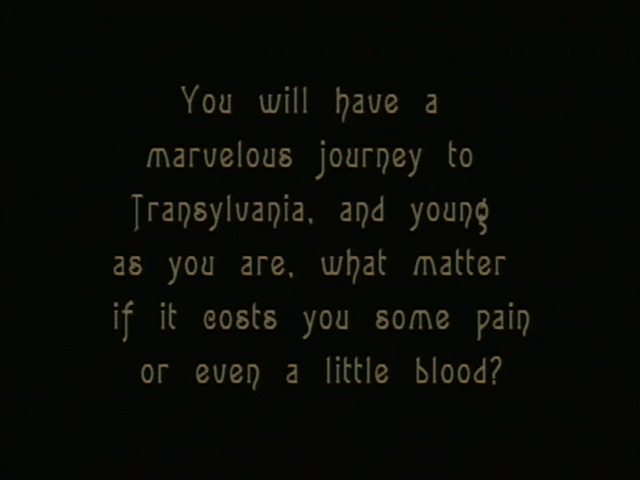 You will have a
marvelous journey to
Transylvania, and young
as you are, what matter
if it costs you some pain
or even a little blood?